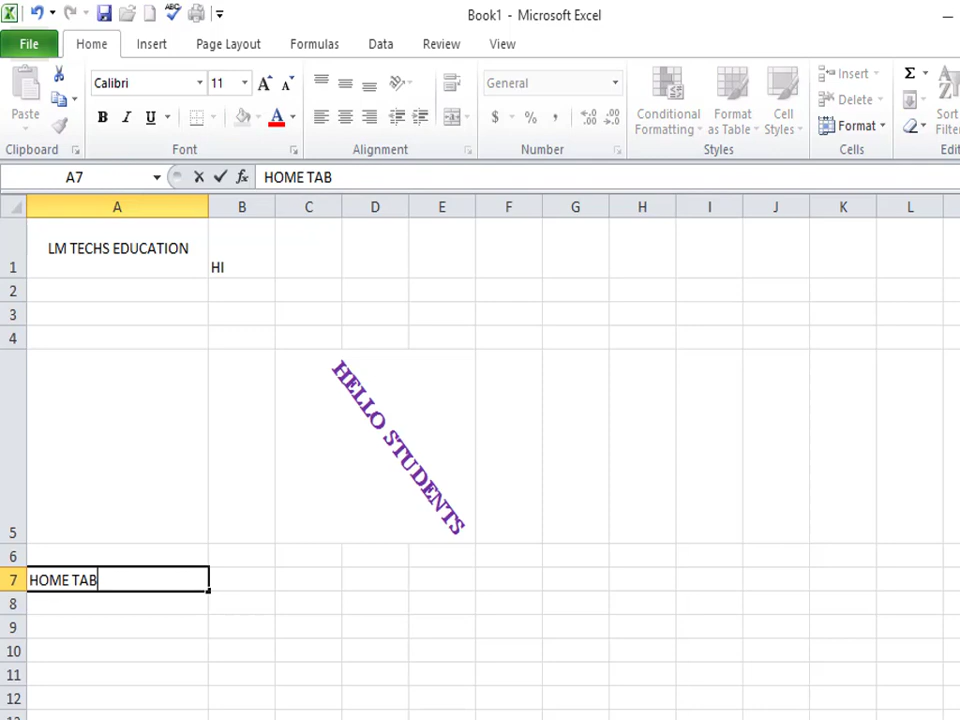 Book1 - Microsoft Excel
File Home Insert Page Layout Formulas Data Review View
Paste
Calibri 11
B I U A
General
$ % ,
Conditional Formatting
Format as Table
Cell Styles
Insert
Delete
Format
Σ
Sort
Filter
Clipboard Font Alignment Number Styles Cells
A7 fx HOME TAB
A B C D E F G H I J K L
1 LM TECHS EDUCATION HI
2
3
4
5 HELLO STUDENTS
6
7 HOME TAB
8
9
10
11
12